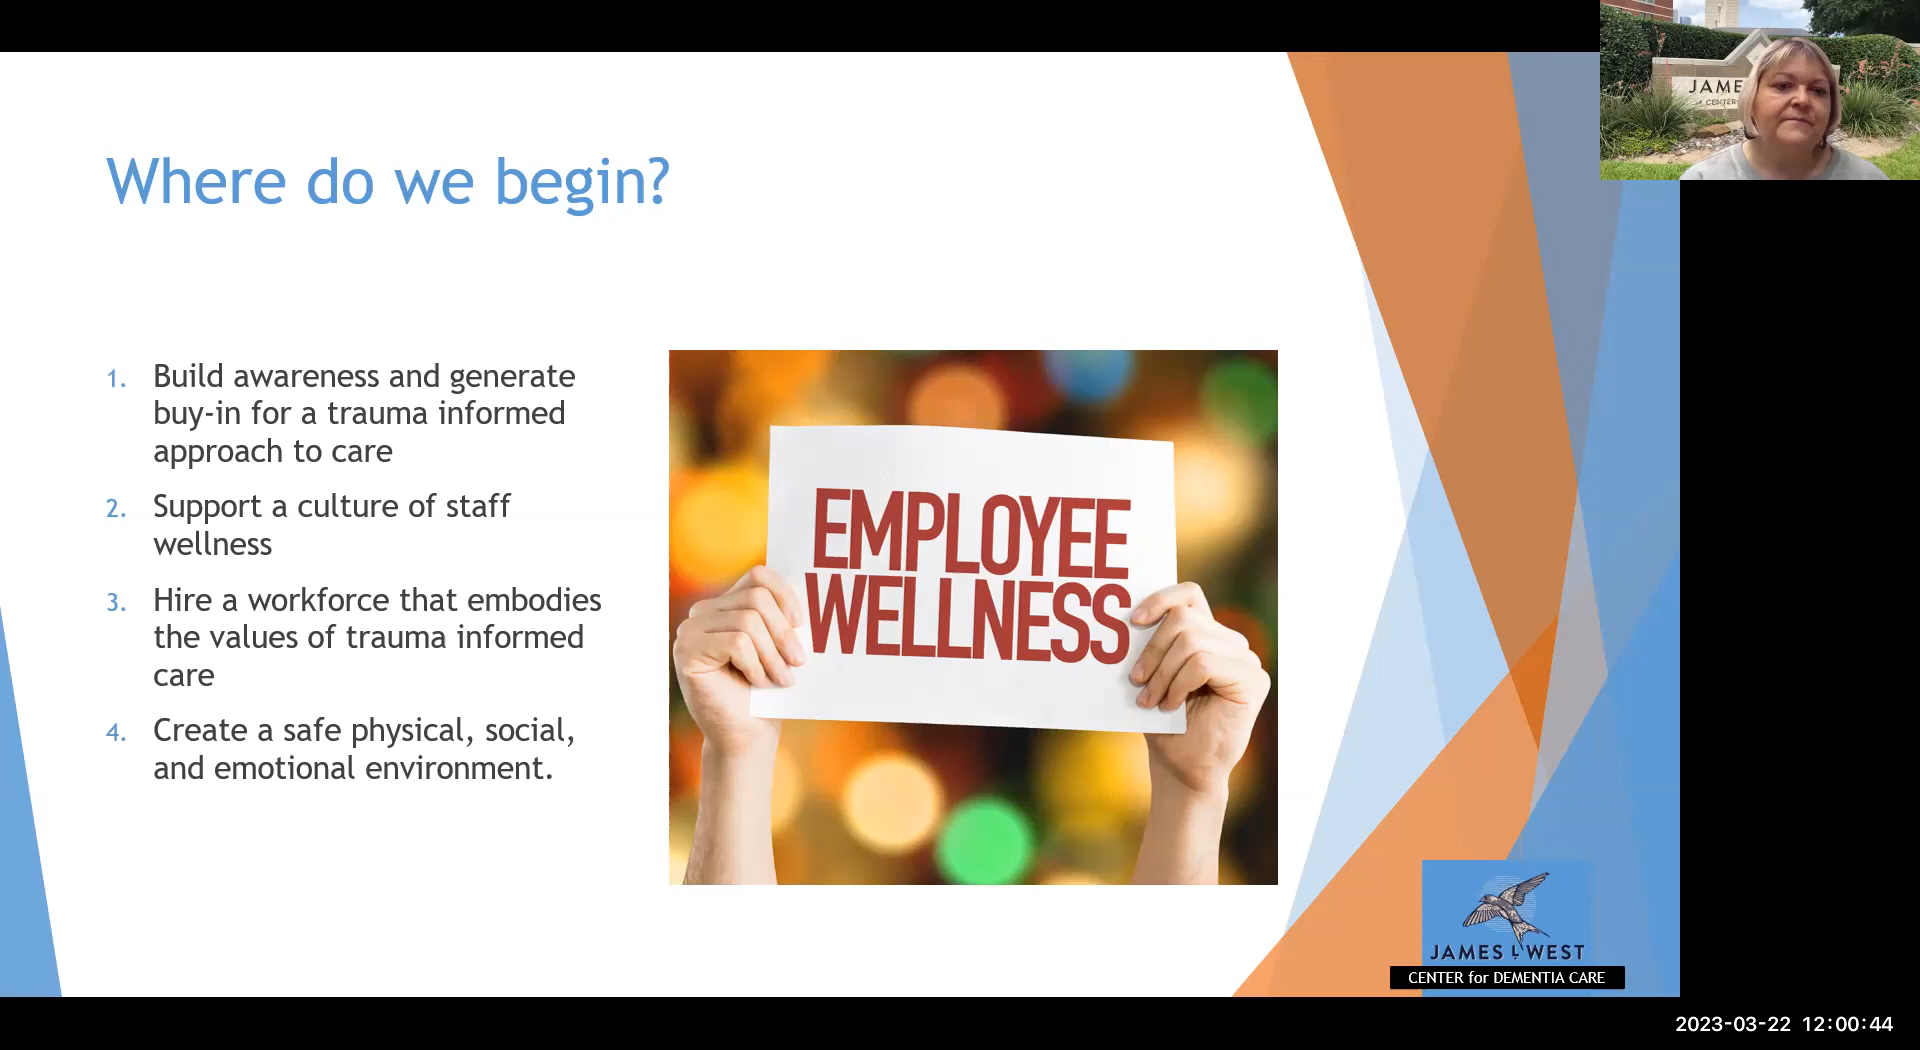 Where do we begin?
1. Build awareness and generate
buy-in for a trauma informed
approach to care
2. Support a culture of staff
wellness
3. Hire a workforce that embodies
the values of trauma informed
care
4. Create a safe physical, social,
and emotional environment.
EMPLOYEE
WELLNESS
JAMES L WEST
CENTER for DEMENTIA CARE
JAME
CENTER
2023-03-22 12:00:44